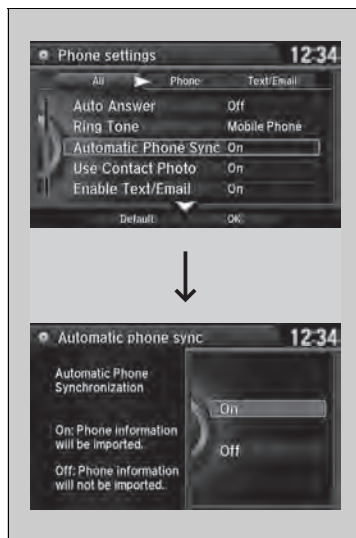 Phone settings 12:34
All Phone Text/Email
Auto Answer Off
Ring Tone Mobile Phone
Automatic Phone Sync On
Use Contact Photo On
Enable Text/Email On
Default OK
Automatic phone sync 12:34
Automatic Phone
Synchronization
On
On: Phone information
will be imported.
Off
Off: Phone information
will not be imported.